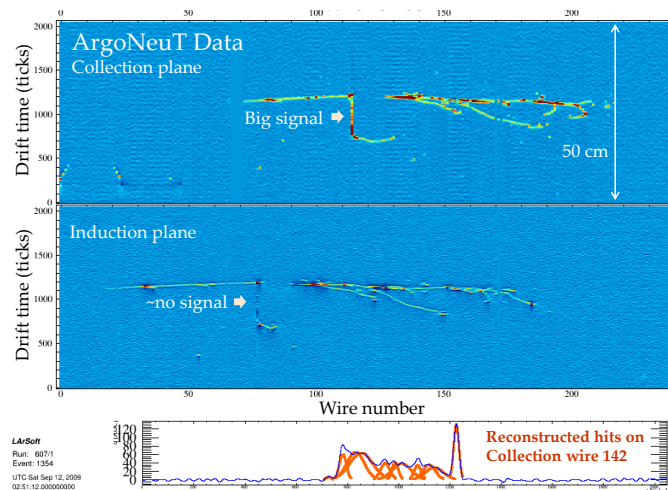 0 100 200
2000
ArgoNeuT Data
Collection plane
1500
Drift time (ticks)
1000
Big signal
500
50 cm
0
2000
Induction plane
1500
Drift time (ticks)
1000
~no signal
500
0
0 50 100 150 200
Wire number
LArSoft
Run: 607/1
Event: 1354
UTC Sat Sep 12, 2009
02:51:12.000000000
120
100
80
60
40
20
0
Reconstructed hits on
Collection wire 142